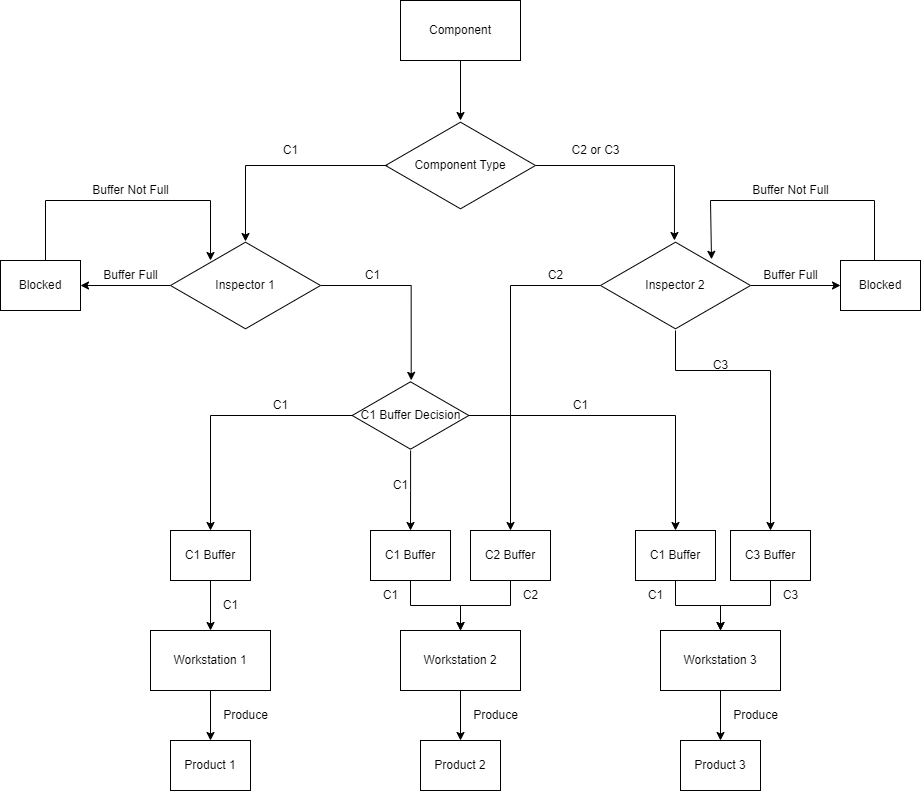 Component
C1
C2 or C3
Component Type
Buffer Not Full
Buffer Not Full
Blocked
Buffer Full
Inspector 1
C1
C2
Inspector 2
Buffer Full
Blocked
C3
C1
C1 Buffer Decision
C1
C1
C1 Buffer
C1 Buffer
C2 Buffer
C1 Buffer
C3 Buffer
C1
C1
C2
C1
C3
Workstation 1
Workstation 2
Workstation 3
Produce
Produce
Produce
Product 1
Product 2
Product 3